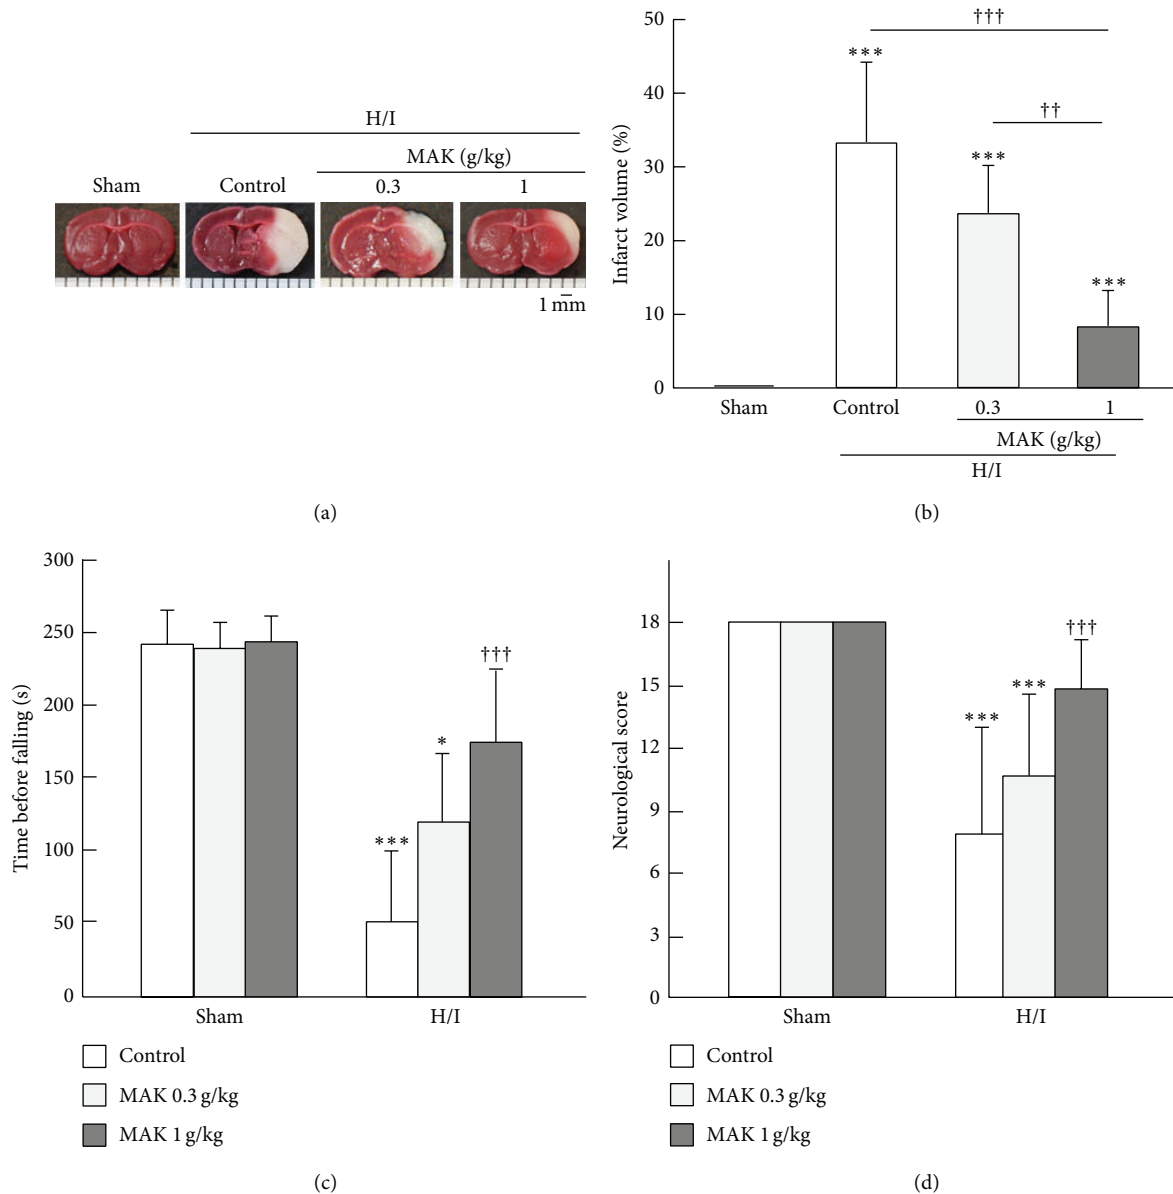 H/I
MAK (g/kg)
Sham Control 0.3 1
1 mm
(a)
Infarct volume (%)
50
40
30
20
10
0
†††
***
††
***
***
Sham Control 0.3 1
MAK (g/kg)
H/I
(b)
Time before falling (s)
300
250
200
150
100
50
0
***
*
†††
Sham H/I
Control
MAK 0.3 g/kg
MAK 1 g/kg
(c)
Neurological score
18
15
12
9
6
3
0
***
***
†††
Sham H/I
Control
MAK 0.3 g/kg
MAK 1 g/kg
(d)